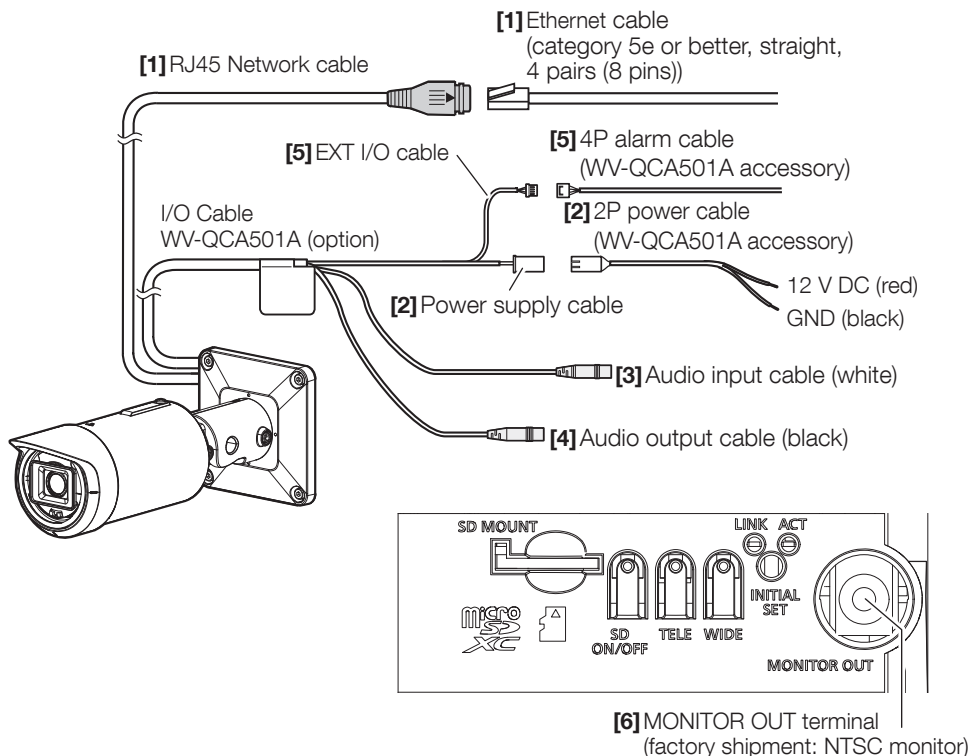 [1] Ethernet cable
(category 5e or better, straight,
4 pairs (8 pins))
[1] RJ45 Network cable
[5] EXT I/O cable
[5] 4P alarm cable
(WV-QCA501A accessory)
I/O Cable
WV-QCA501A (option)
[2] 2P power cable
(WV-QCA501A accessory)
12 V DC (red)
GND (black)
[2] Power supply cable
[3] Audio input cable (white)
[4] Audio output cable (black)
SD MOUNT
LINK ACT
INITIAL
SET
micro
SD
XC
SD
ON/OFF
TELE
WIDE
MONITOR OUT
[6] MONITOR OUT terminal
(factory shipment: NTSC monitor)